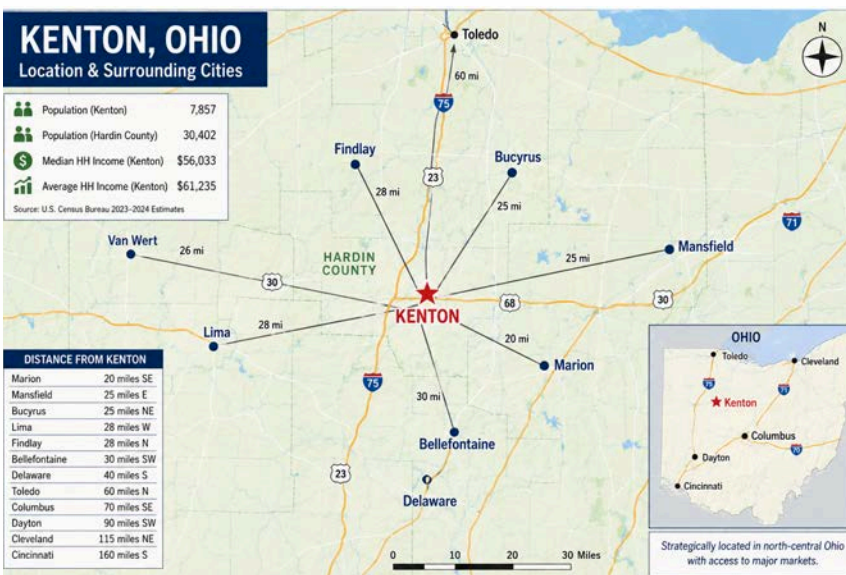 KENTON, OHIO
Location & Surrounding Cities
Population (Kenton) 7,857
Population (Hardin County) 30,402
$ Median HH Income (Kenton) $56,033
Average HH Income (Kenton) $61,235
Source: U.S. Census Bureau 2023–2024 Estimates
N
Toledo
60 mi
75
Findlay
28 mi
23
Bucyrus
25 mi
71
Van Wert
26 mi
HARDIN
COUNTY
Mansfield
25 mi
30
68
30
KENTON
Lima
28 mi
20 mi
Marion
75
30 mi
Bellefontaine
23
Delaware
DISTANCE FROM KENTON
Marion 20 miles SE
Mansfield 25 miles E
Bucyrus 25 miles NE
Lima 28 miles W
Findlay 28 miles N
Bellefontaine 30 miles SW
Delaware 40 miles S
Toledo 60 miles N
Columbus 70 miles SE
Dayton 90 miles SW
Cleveland 115 miles NE
Cincinnati 160 miles S
0 10 20 30 Miles
OHIO
Toledo
Cleveland
75
Kenton
Columbus
70
Dayton
Cincinnati
Strategically located in north-central Ohio
with access to major markets.